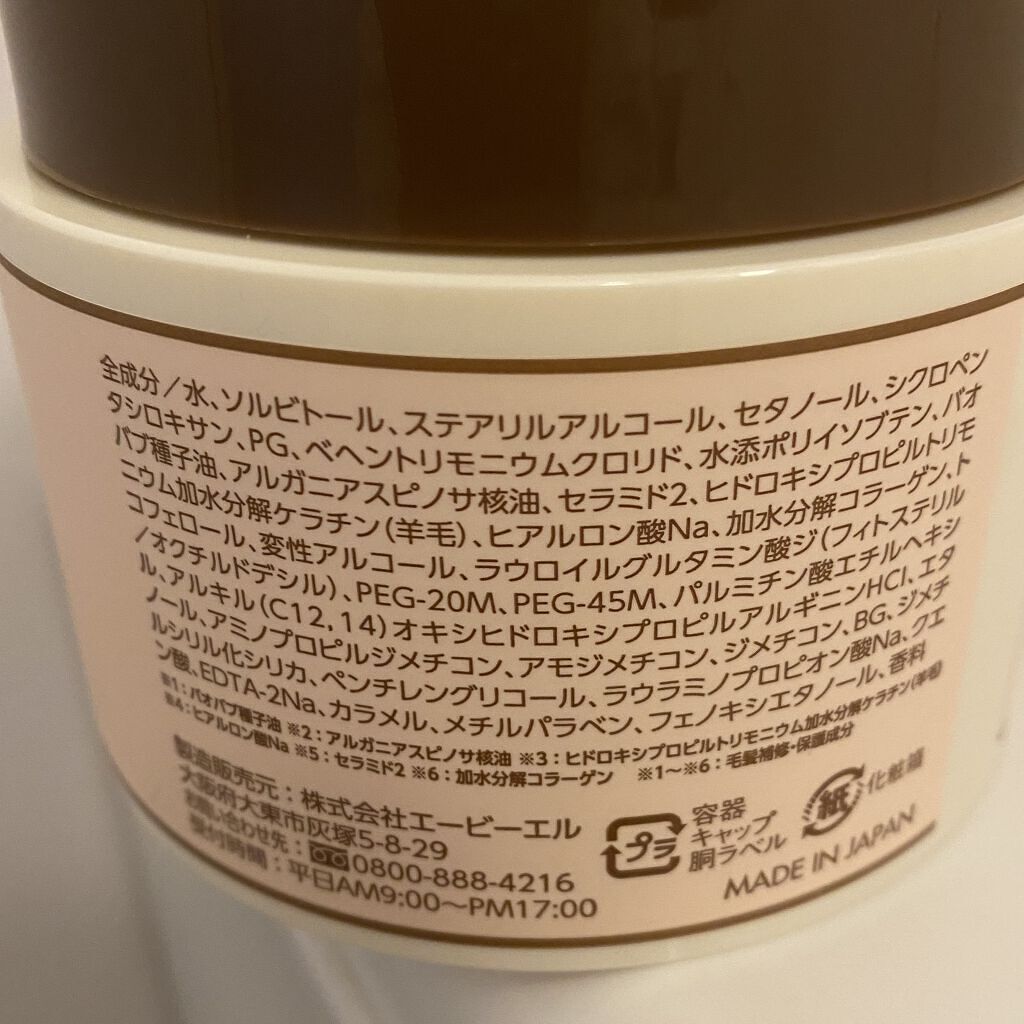 全成分/水、ソルビトール、ステアリルアルコール、セタノール、シクロペン
タシロキサン、PG、ベヘントリモニウムクロリド、水添ポリイソブテン、バオ
バブ種子油、アルガニアスピノサ核油、セラミド2、ヒドロキシプロピルトリモ
ニウム加水分解ケラチン(羊毛)、ヒアルロン酸Na、加水分解コラーゲン、ト
コフェロール、変性アルコール、ラウロイルグルタミン酸ジ(フィトステリル
/オクチルドデシル)、PEG-20M、PEG-45M、パルミチン酸エチルヘキシ
ル、アルキル(C12,14)オキシヒドロキシプロピルアルギニンHCl、エタ
ノール、アミノプロピルジメチコン、アモジメチコン、ジメチコン、BG、ジメチ
ルシリル化シリカ、ペンチレングリコール、ラウラミノプロピオン酸Na、クエ
ン酸、EDTA-2Na、カラメル、メチルパラベン、フェノキシエタノール、香料
※1:バオバブ種子油 ※2:アルガニアスピノサ核油 ※3:ヒドロキシプロピルトリモニウム加水分解ケラチン(羊毛)
※4:ヒアルロン酸Na ※5:セラミド2 ※6:加水分解コラーゲン ※1〜※6:毛髪補修・保護成分
製造販売元:株式会社エービーエル
大阪府大東市灰塚5-8-29
お問い合わせ先:0800-888-4216
受付時間:平日AM9:00〜PM17:00
プラ
容器
キャップ
胴ラベル
紙
化粧箱
MADE IN JAPAN